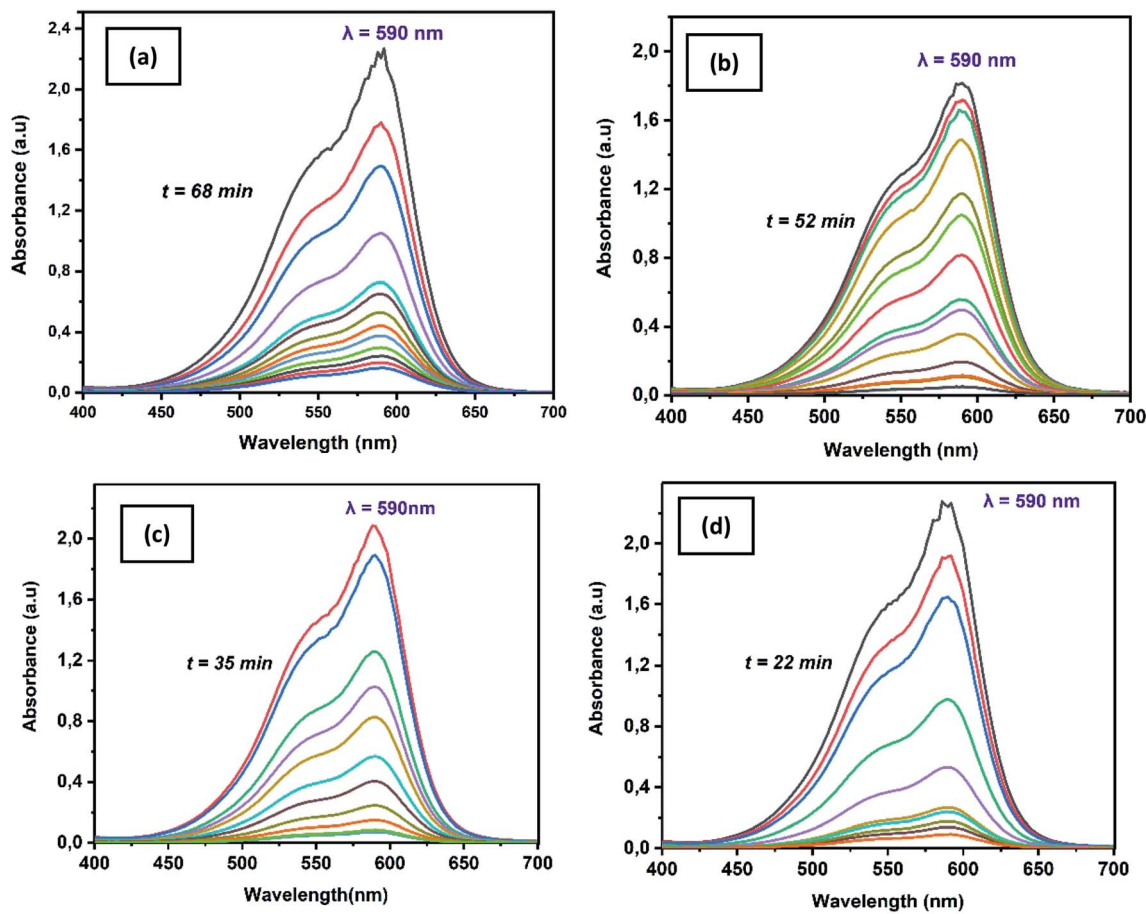 (a)
λ = 590 nm
t = 68 min
Absorbance (a.u)
2,4
2,0
1,6
1,2
0,8
0,4
0,0
400 450 500 550 600 650 700
Wavelength (nm)
(b)
λ = 590 nm
t = 52 min
Absorbance (a.u)
2,0
1,6
1,2
0,8
0,4
0,0
400 450 500 550 600 650 700
Wavelength (nm)
(c)
λ = 590nm
t = 35 min
Absorbance (a.u)
2,0
1,6
1,2
0,8
0,4
0,0
400 450 500 550 600 650 700
Wavelength(nm)
(d)
λ = 590 nm
t = 22 min
Absorbance (a.u)
2,0
1,6
1,2
0,8
0,4
0,0
400 450 500 550 600 650 700
Wavelength (nm)